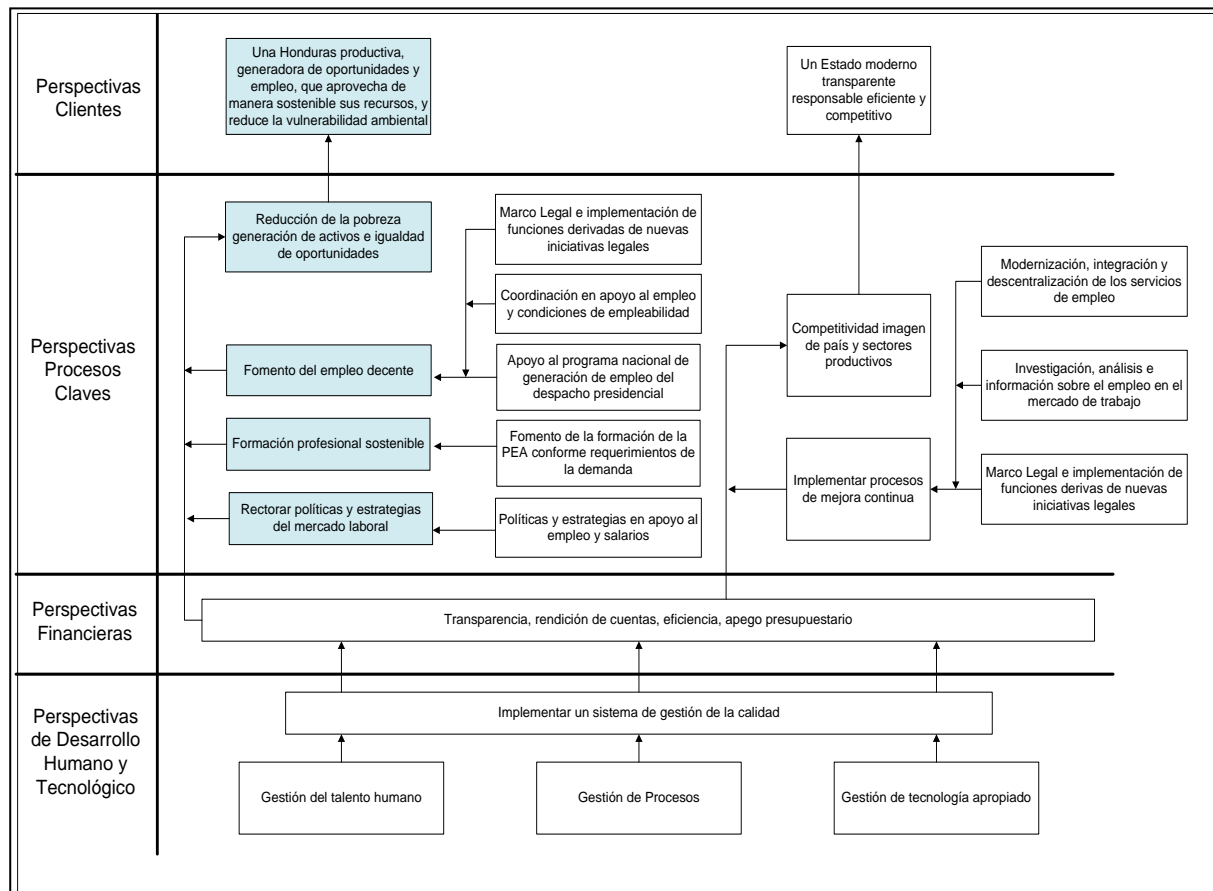 Perspectivas
Clientes
Una Honduras productiva,
generadora de oportunidades y
empleo, que aprovecha de
manera sostenible sus recursos, y
reduce la vulnerabilidad ambiental
Un Estado moderno
transparente
responsable eficiente y
competitivo
Perspectivas
Procesos
Claves
Reducción de la pobreza
generación de activos e igualdad
de oportunidades
Fomento del empleo decente
Formación profesional sostenible
Rectorar políticas y estrategias
del mercado laboral
Marco Legal e implementación de
funciones derivadas de nuevas
iniciativas legales
Coordinación en apoyo al empleo
y condiciones de empleabilidad
Apoyo al programa nacional de
generación de empleo del
despacho presidencial
Fomento de la formación de la
PEA conforme requerimientos de
la demanda
Políticas y estrategias en apoyo al
empleo y salarios
Competitividad imagen
de país y sectores
productivos
Implementar procesos
de mejora continua
Modernización, integración y
descentralización de los servicios
de empleo
Investigación, análisis e
información sobre el empleo en el
mercado de trabajo
Marco Legal e implementación de
funciones derivas de nuevas
iniciativas legales
Perspectivas
Financieras
Transparencia, rendición de cuentas, eficiencia, apego presupuestario
Perspectivas
de Desarrollo
Humano y
Tecnológico
Implementar un sistema de gestión de la calidad
Gestión del talento humano
Gestión de Procesos
Gestión de tecnología apropiado